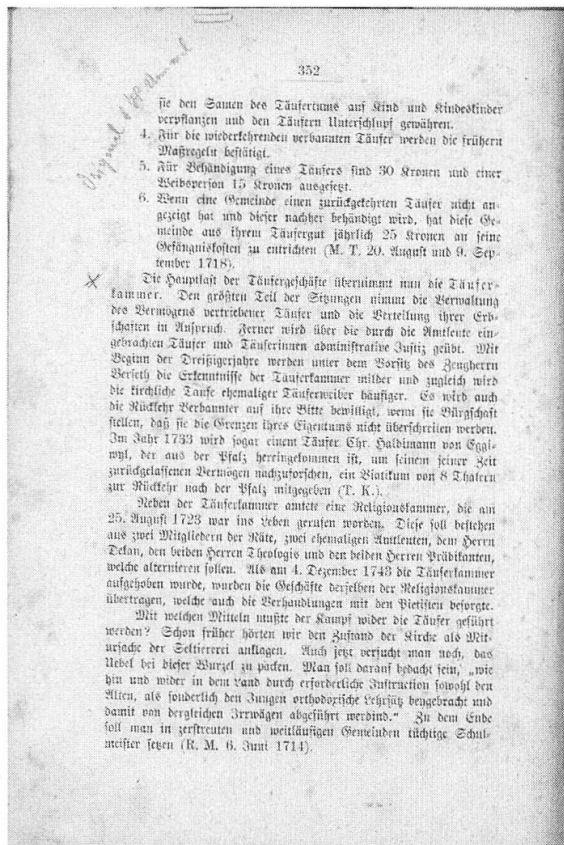 352
sie den Samen des Täufertums auf Kind und Kindeskinder
verpflanzen und den Täufern Unterschlupf gewähren.
4. Für die wiederkehrenden verbannten Täufer werden die frühern
Maßregeln bestätigt.
5. Für Behändigung eines Täufers sind 30 Kronen und einer
Weibsperson 15 Kronen ausgesetzt.
6. Wenn eine Gemeinde einen zurückgekehrten Täufer nicht an-
gezeigt hat und dieser nachher behändigt wird, hat diese Ge-
meinde aus ihrem Täufergut jährlich 25 Kronen an seine
Gefängniskosten zu entrichten (M. T. 20. August und 9. Sep-
tember 1718).
Die Hauptlast der Täufergeschäfte übernimmt nun die Täufer-
kammer. Den größten Teil der Sitzungen nimmt die Verwaltung
des Vermögens vertriebener Täufer und die Verteilung ihrer Erb-
schaften in Anspruch. Ferner wird über die durch die Amtleute ein-
gebrachten Täufer und Täuferinnen administrative Justiz geübt. Mit
Beginn der Dreißigerjahre werden unter dem Vorsitz des Zeugherrn
Berseth die Erkenntnisse der Täuferkammer milder und zugleich wird
die kirchliche Taufe ehemaliger Täuferweiber häufiger. Es wird auch
die Rückkehr Verbannter auf ihre Bitte bewilligt, wenn sie Bürgschaft
stellen, daß sie die Grenzen ihres Eigentums nicht überschreiten werden.
Im Jahr 1733 wird sogar einem Täufer Chr. Haldimann von Eggi-
wyl, der aus der Pfalz hereingekommen ist, um seinem seiner Zeit
zurückgelassenen Vermögen nachzuforschen, ein Viatikum von 8 Thalern
zur Rückkehr nach der Pfalz mitgegeben (T. K.).
Neben der Täuferkammer amtete eine Religionskammer, die am
25. August 1723 war ins Leben gerufen worden. Diese soll bestehen
aus zwei Mitgliedern der Räte, zwei ehemaligen Amtleuten, dem Herrn
Dekan, den beiden Herren Theologis und den beiden Herren Prädikanten,
welche alternieren sollen. Als am 4. Dezember 1743 die Täuferkammer
aufgehoben wurde, wurden die Geschäfte derselben der Religionskammer
übertragen, welche auch die Verhandlungen mit den Pietisten besorgte.
Mit welchen Mitteln mußte der Kampf wider die Täufer geführt
werden? Schon früher hörten wir den Zustand der Kirche als Mit-
ursache der Sektiererei anklagen. Auch jetzt versucht man noch, das
Uebel bei dieser Wurzel zu packen. Man soll darauf bedacht sein, „wie
hin und wider in dem Land durch erforderliche Instruction sowohl den
Alten, als sonderlich den Jungen orthodoxische Lehrsätz beygebracht und
damit von dergleichen Irrwägen abgeführt werdind.“ Zu dem Ende
soll man in zerstreuten und weitläufigen Gemeinden tüchtige Schul-
meister setzen (R. M. 6. Juni 1714).